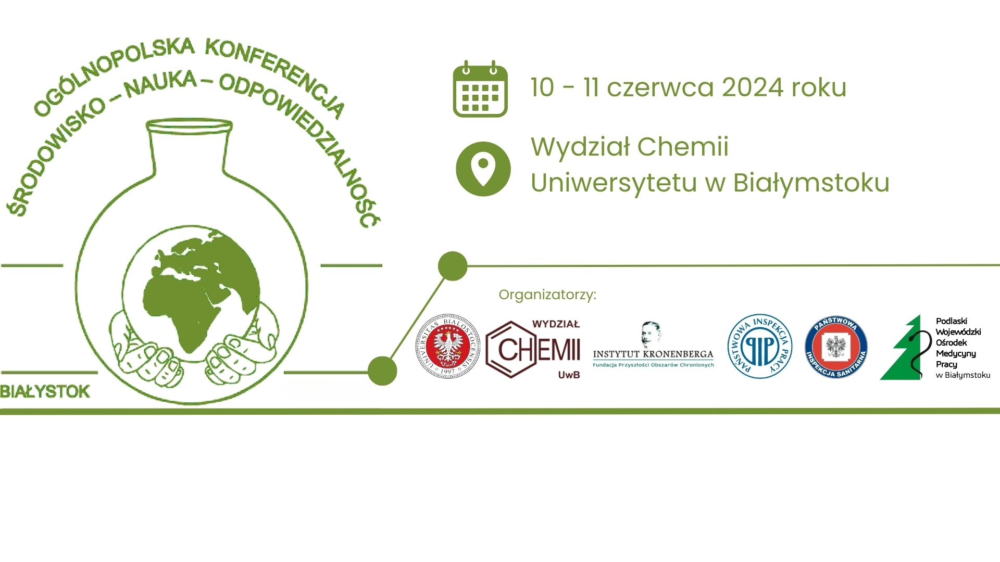 OGÓLNOPOLSKA KONFERENCJA
ŚRODOWISKO – NAUKA – ODPOWIEDZIALNOŚĆ
BIAŁYSTOK
10 - 11 czerwca 2024 roku
Wydział Chemii
Uniwersytetu w Białymstoku
Organizatorzy:
UNIVERSITAS BIALOSTOCENSIS
1997
WYDZIAŁ
CHEMII
UwB
INSTYTUT KRONENBERGA
Fundacja Przyszłości Obszarów Chronionych
PAŃSTWOWA INSPEKCJA PRACY
PIP
PAŃSTWOWA
INSPEKCJA SANITARNA
Podlaski
Wojewódzki
Ośrodek
Medycyny
Pracy
w Białymstoku